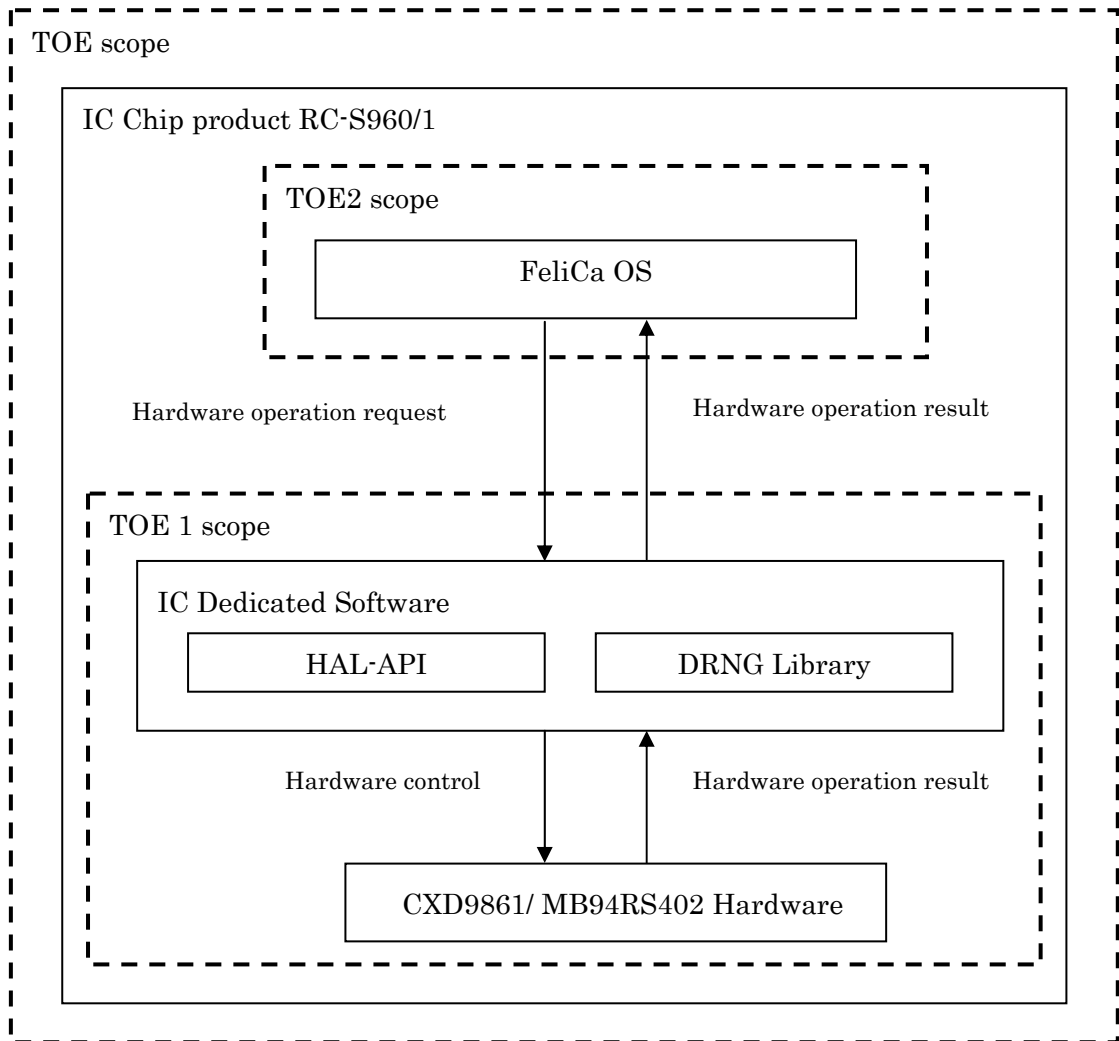 TOE scope
IC Chip product RC-S960/1
TOE2 scope
FeliCa OS
Hardware operation request
Hardware operation result
TOE 1 scope
IC Dedicated Software
HAL-API
DRNG Library
Hardware control
Hardware operation result
CXD9861/ MB94RS402 Hardware